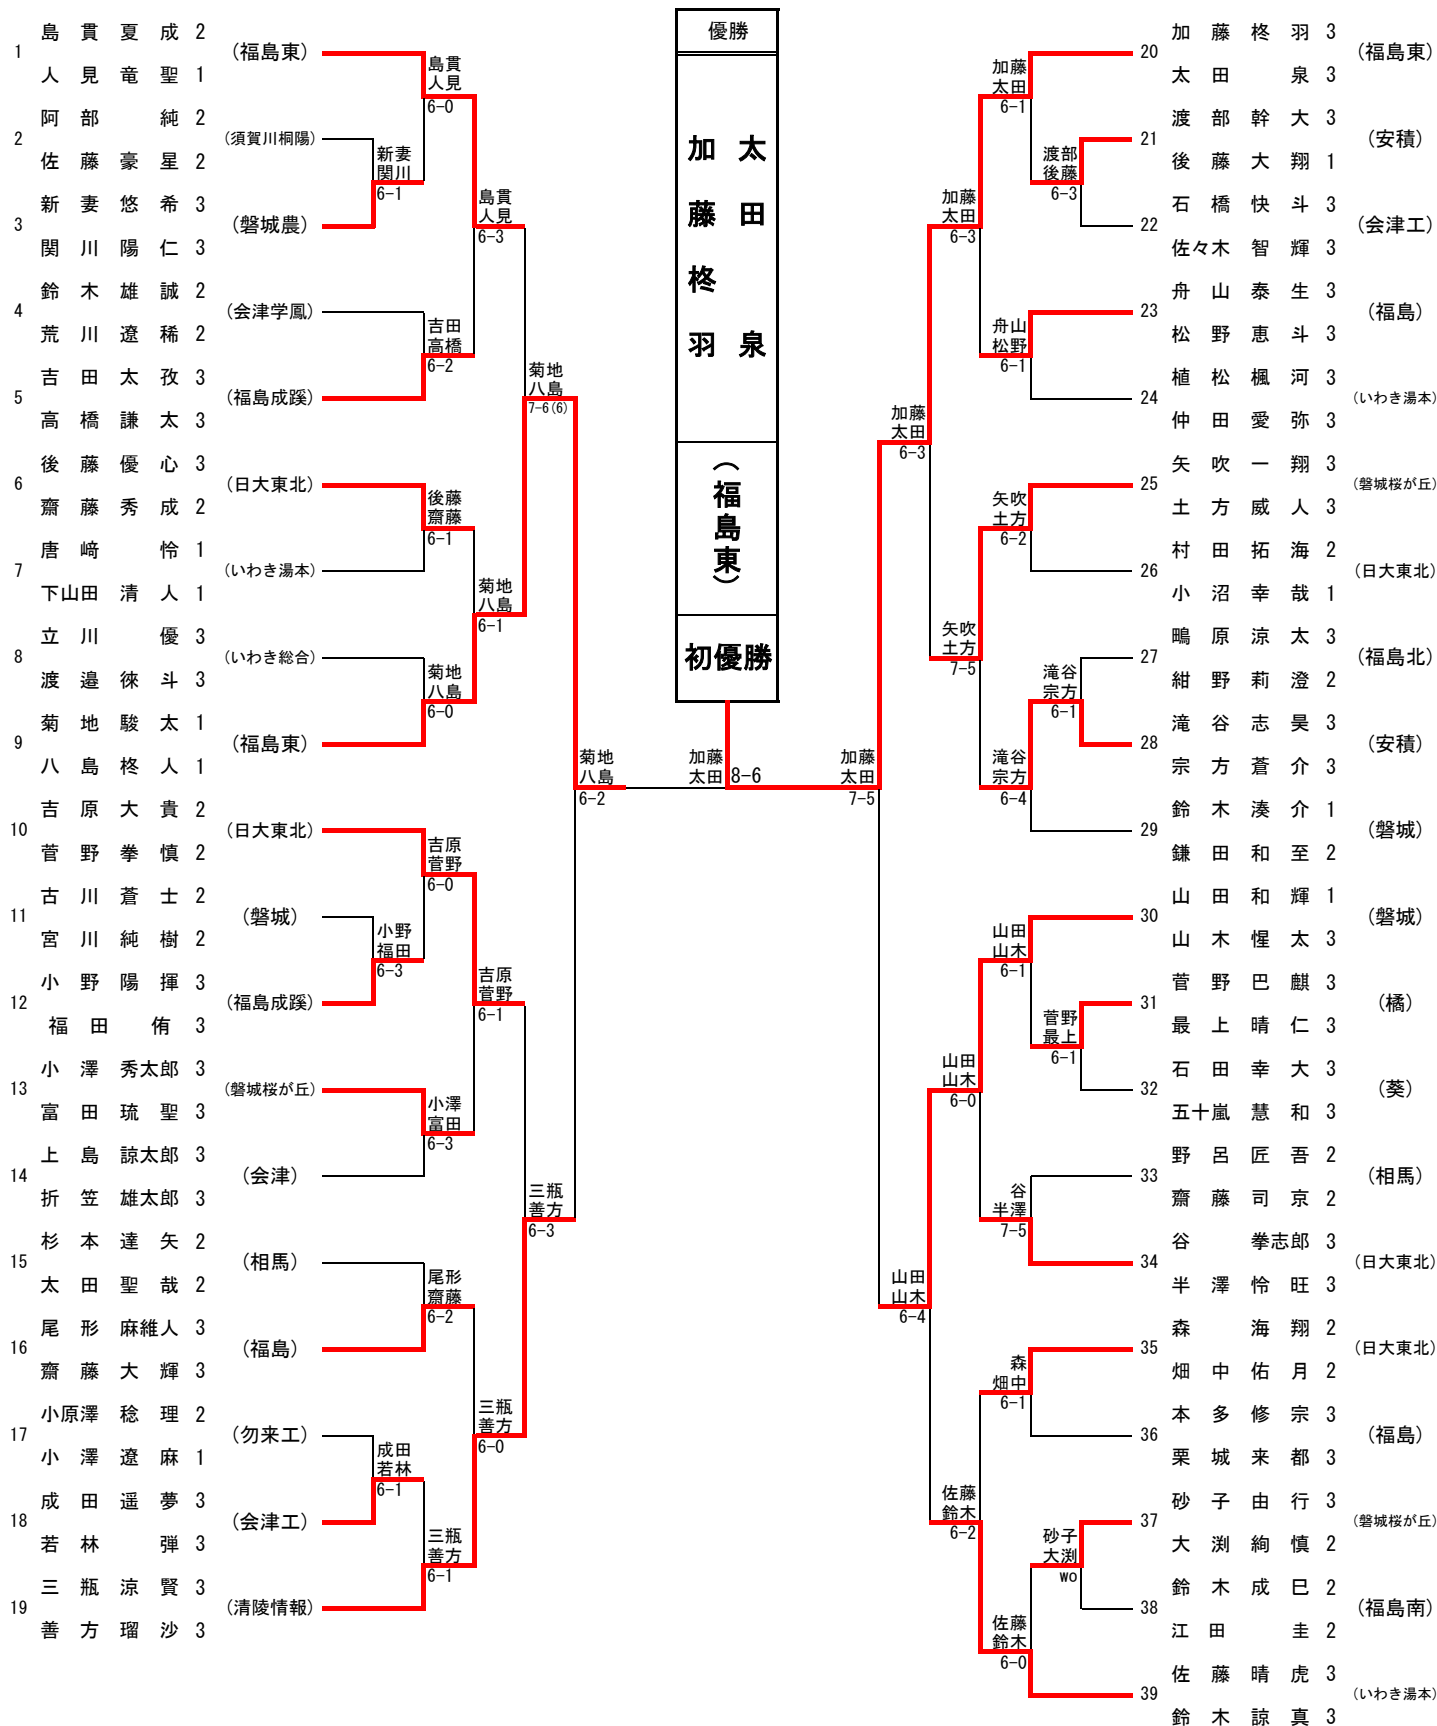 優勝
加藤柊羽
太田泉
（福島東）
初優勝
1 島貫夏成 2 （福島東）
人見竜聖 1
2 阿部純 2 （須賀川桐陽）
佐藤豪星 2
3 新妻悠希 3 （磐城農）
関川陽仁 3
4 鈴木雄誠 2 （会津学鳳）
荒川遼稀 2
5 吉田太孜 3 （福島成蹊）
高橋謙太 3
6 後藤優心 3 （日大東北）
齋藤秀成 2
7 唐﨑怜 1 （いわき湯本）
下山田清人 1
8 立川優 3 （いわき総合）
渡邉徠斗 3
9 菊地駿太 1 （福島東）
八島柊人 1
10 吉原大貴 2 （日大東北）
菅野拳慎 2
11 古川蒼士 2 （磐城）
宮川純樹 2
12 小野陽揮 3 （福島成蹊）
福田侑 3
13 小澤秀太郎 3 （磐城桜が丘）
富田琉聖 3
14 上島諒太郎 3 （会津）
折笠雄太郎 3
15 杉本達矢 2 （相馬）
太田聖哉 2
16 尾形麻維人 3 （福島）
齋藤大輝 3
17 小原澤稔理 2 （勿来工）
小澤遼麻 1
18 成田遥夢 3 （会津工）
若林弾 3
19 三瓶涼賢 3 （清陵情報）
善方瑠沙 3
新妻
関川
6-1
小野
福田
6-3
成田
若林
6-1
島貫
人見
6-0
吉田
高橋
6-2
後藤
齋藤
6-1
菊地
八島
6-0
吉原
菅野
6-0
小澤
富田
6-3
尾形
齋藤
6-2
三瓶
善方
6-1
島貫
人見
6-3
菊地
八島
6-1
吉原
菅野
6-1
三瓶
善方
6-0
菊地
八島
7-6(6)
三瓶
善方
6-3
菊地
八島
6-2
加藤
太田 8-6
加藤
太田
7-5
加藤
太田
6-3
山田
山木
6-4
加藤
太田
6-3
矢吹
土方
7-5
山田
山木
6-0
佐藤
鈴木
6-2
加藤
太田
6-1
舟山
松野
6-1
矢吹
土方
6-2
滝谷
宗方
6-4
山田
山木
6-1
谷
半澤
7-5
森
畑中
6-1
佐藤
鈴木
6-0
渡部
後藤
6-3
滝谷
宗方
6-1
菅野
最上
6-1
砂子
大渕
wo
20 加藤柊羽 3 （福島東）
太田泉 3
21 渡部幹大 3 （安積）
後藤大翔 1
22 石橋快斗 3 （会津工）
佐々木智輝 3
23 舟山泰生 3 （福島）
松野恵斗 3
24 植松楓河 3 （いわき湯本）
仲田愛弥 3
25 矢吹一翔 3 （磐城桜が丘）
土方威人 3
26 村田拓海 2 （日大東北）
小沼幸哉 1
27 鴫原涼太 3 （福島北）
紺野莉澄 2
28 滝谷志昊 3 （安積）
宗方蒼介 3
29 鈴木湊介 1 （磐城）
鎌田和至 2
30 山田和輝 1 （磐城）
山木惺太 3
31 菅野巴麒 3 （橘）
最上晴仁 3
32 石田幸大 3 （葵）
五十嵐慧和 3
33 野呂匠吾 2 （相馬）
齋藤司京 2
34 谷拳志郎 3 （日大東北）
半澤怜旺 3
35 森海翔 2 （日大東北）
畑中佑月 2
36 本多修宗 3 （福島）
栗城来都 3
37 砂子由行 3 （磐城桜が丘）
大渕絢慎 2
38 鈴木成巳 2 （福島南）
江田圭 2
39 佐藤晴虎 3 （いわき湯本）
鈴木諒真 3